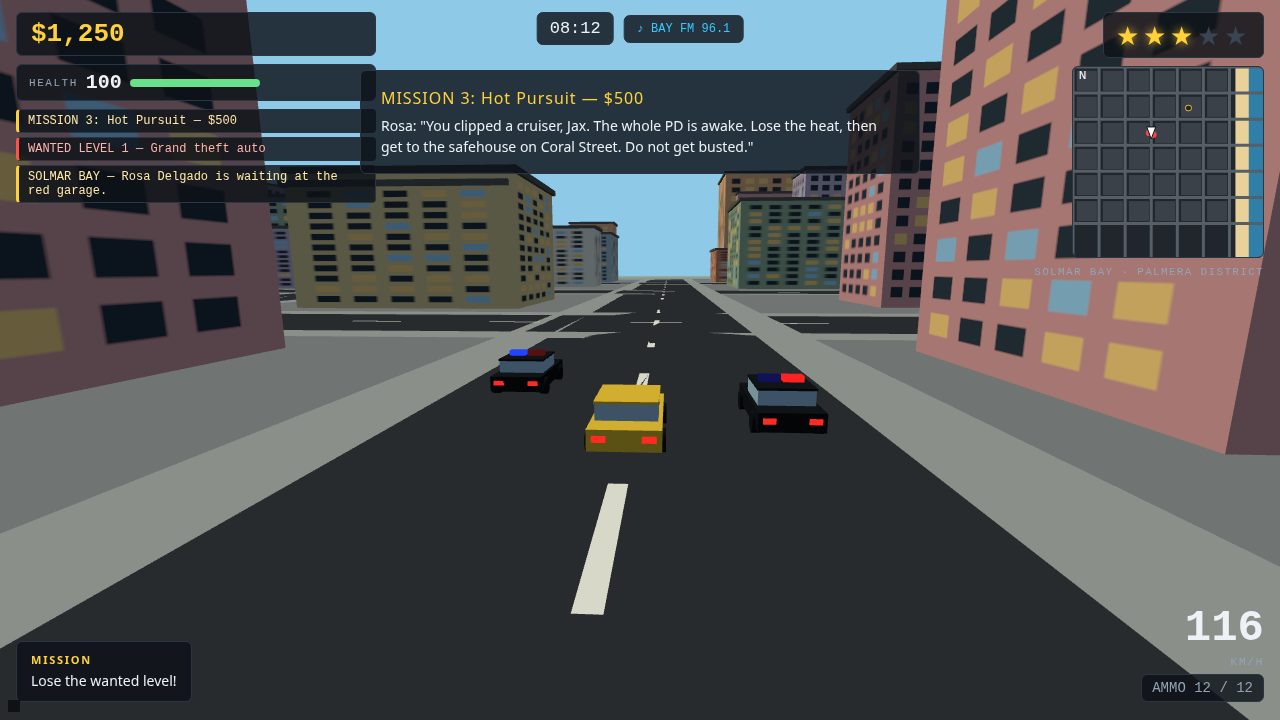 $1,250
08:12
♪ BAY FM 96.1
★★★★★
HEALTH 100
N
MISSION 3: Hot Pursuit — $500
WANTED LEVEL 1 — Grand theft auto
SOLMAR BAY — Rosa Delgado is waiting at the
red garage.
MISSION 3: Hot Pursuit — $500
Rosa: "You clipped a cruiser, Jax. The whole PD is awake. Lose the heat, then
get to the safehouse on Coral Street. Do not get busted."
SOLMAR BAY · PALMERA DISTRICT
116
KM/H
AMMO 12 / 12
MISSION
Lose the wanted level!